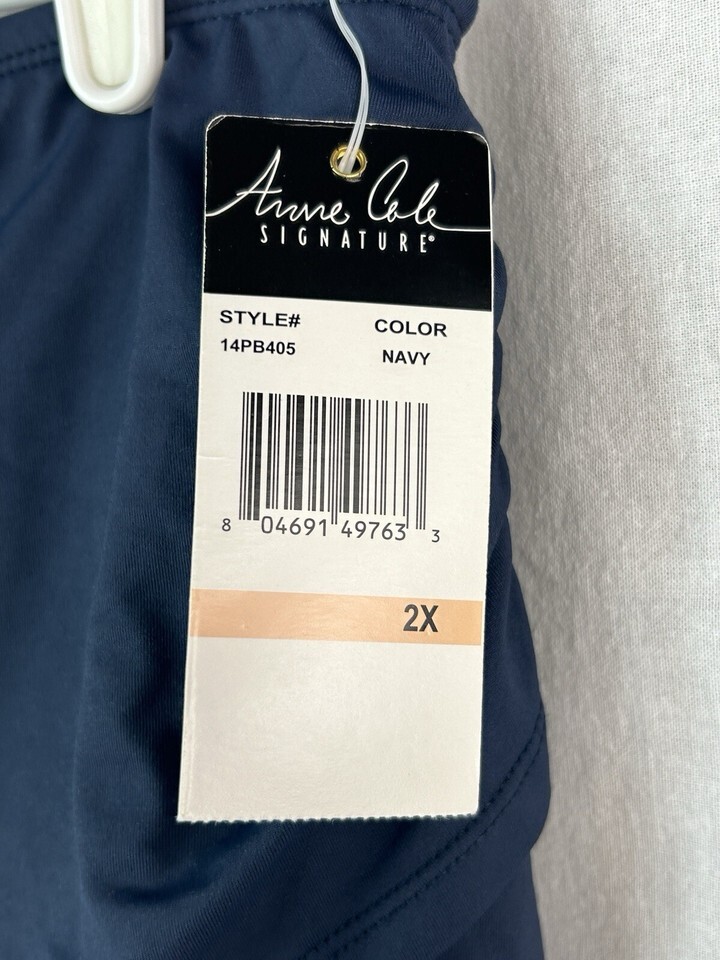 Anne Cole
SIGNATURE®
STYLE# COLOR
14PB405 NAVY
8 04691 49763 3
2X